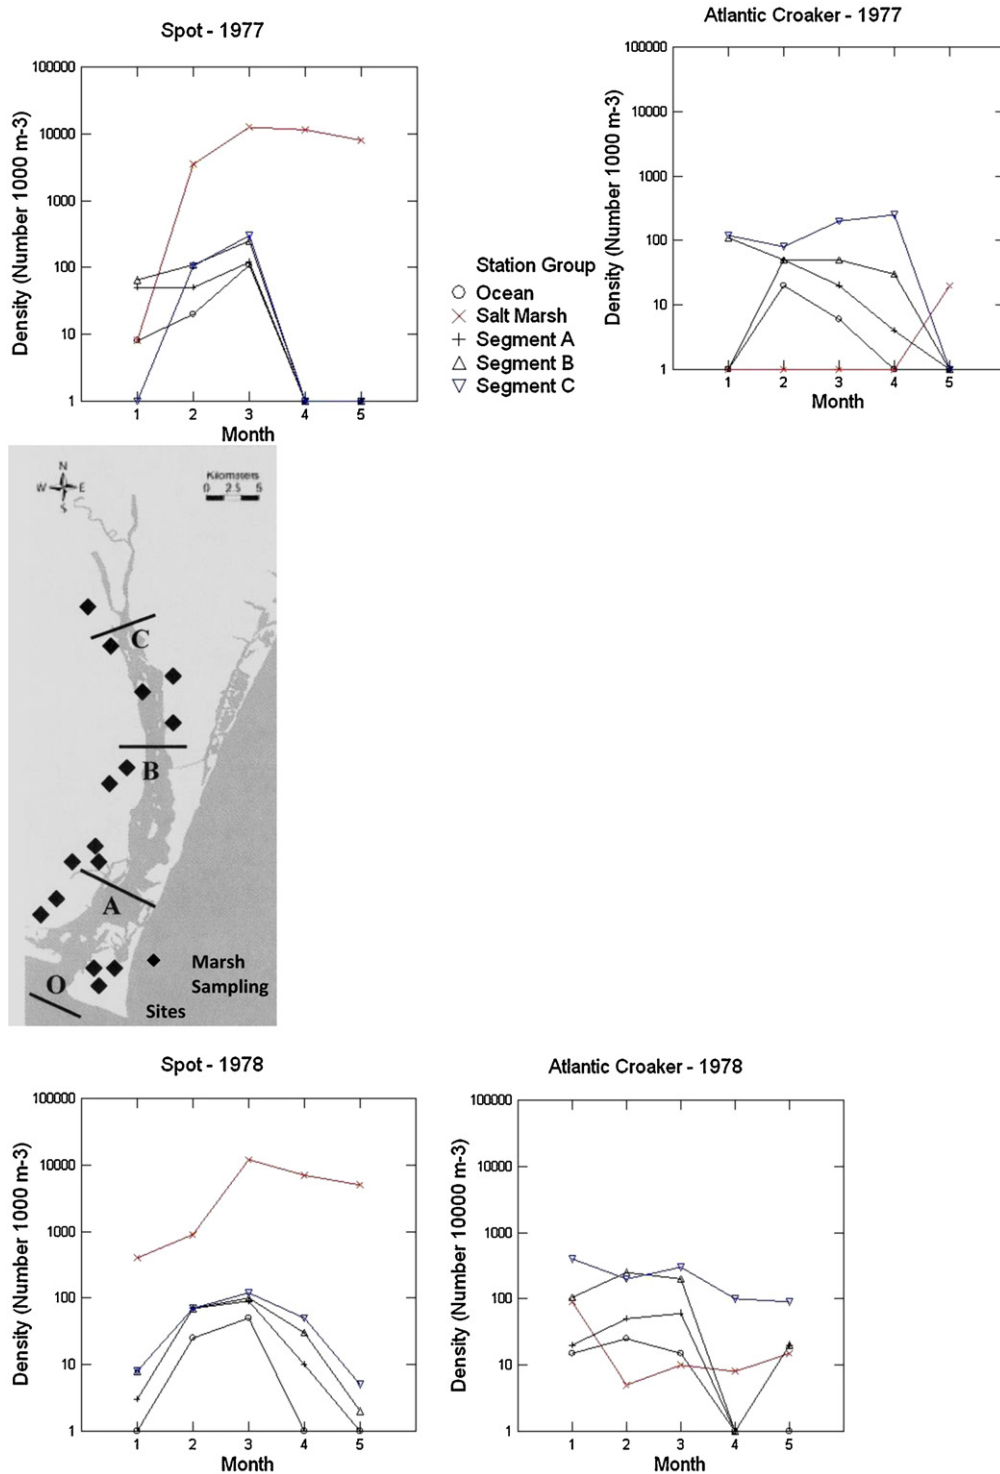 Spot - 1977
Density (Number 1000 m-3)
100000
10000
1000
100
10
1
1 2 3 4 5
Month
Atlantic Croaker - 1977
Density (Number 1000 m-3)
100000
10000
1000
100
10
1
1 2 3 4 5
Month
Station Group
Ocean
Salt Marsh
Segment A
Segment B
Segment C
N
W E
S
Kilometers
0 2.5 5
C
B
A
O
Marsh
Sampling
Sites
Spot - 1978
Density (Number 1000 m-3)
100000
10000
1000
100
10
1
1 2 3 4 5
Month
Atlantic Croaker - 1978
Density (Number 10000 m-3)
100000
10000
1000
100
10
1
1 2 3 4 5
Month